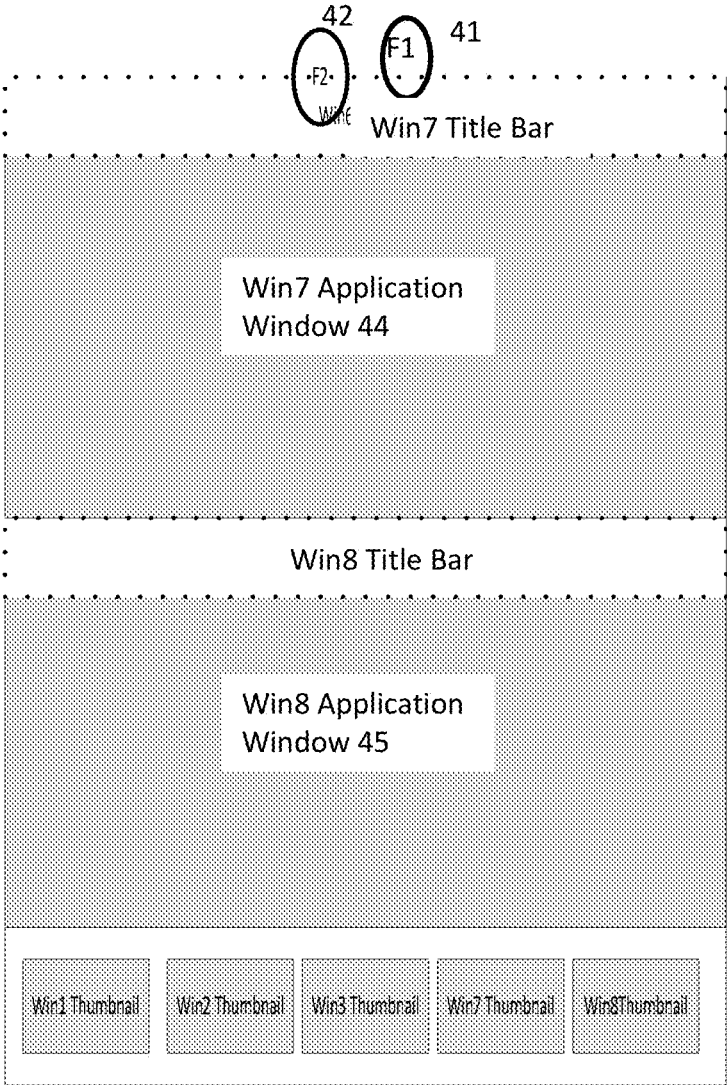 42
F1
41
F2
Win7 Title Bar
Win7 Application
Window 44
Win8 Title Bar
Win8 Application
Window 45
Win1 Thumbnail
Win2 Thumbnail
Win3 Thumbnail
Win7 Thumbnail
Win8Thumbnail